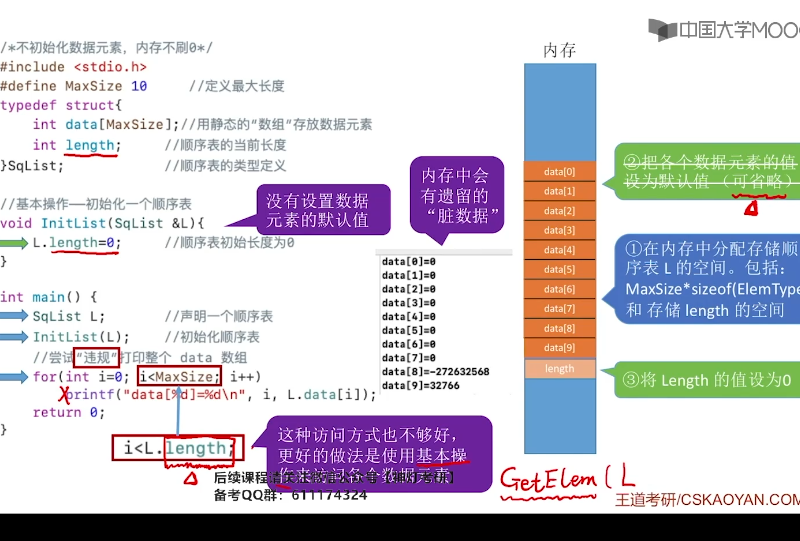 中国大学MOO
/*不初始化数据元素，内存不刷0*/
#include <stdio.h>
#define MaxSize 10 //定义最大长度
typedef struct{
int data[MaxSize];//用静态的“数组”存放数据元素
int length; //顺序表的当前长度
}SqList; //顺序表的类型定义
//基本操作——初始化一个顺序表
void InitList(SqList &L){
L.length=0; //顺序表初始长度为0
}
int main() {
SqList L; //声明一个顺序表
InitList(L); //初始化顺序表
//尝试“违规”打印整个 data 数组
for(int i=0; i<MaxSize; i++)
printf("data[%d]=%d\n", i, L.data[i]);
return 0;
}
i<L.length;
没有设置数据
元素的默认值
内存中会
有遗留的
“脏数据”
data[0]=0
data[1]=0
data[2]=0
data[3]=0
data[4]=0
data[5]=0
data[6]=0
data[7]=0
data[8]=-272632568
data[9]=32766
这种访问方式也不够好，
更好的做法是使用基本操
作来访问各个数据元素
内存
data[0]
data[1]
data[2]
data[3]
data[4]
data[5]
data[6]
data[7]
data[8]
data[9]
length
②把各个数据元素的值
设为默认值（可省略）
①在内存中分配存储顺
序表 L 的空间。包括：
MaxSize*sizeof(ElemType
和 存储 length 的空间
③将 Length 的值设为0
GetElem(L
备考QQ群：611174324
王道考研/CSKAOYAN.COM